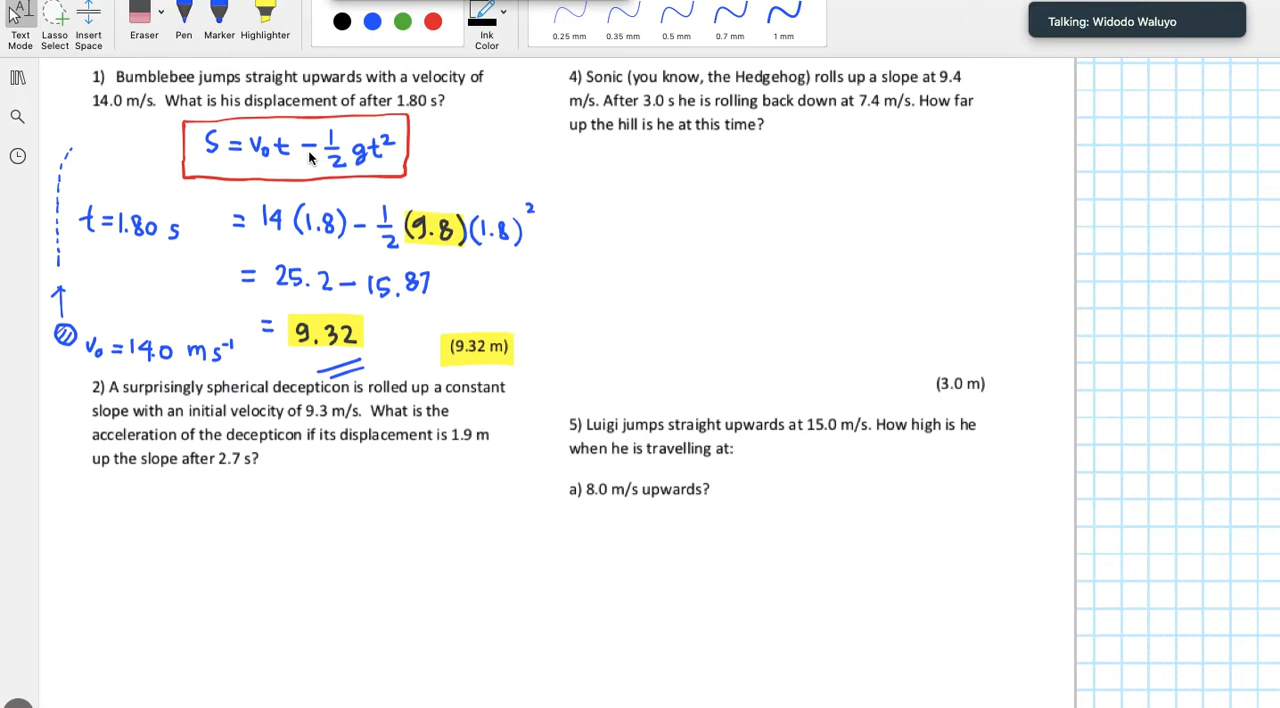 Text Mode
Lasso Select
Insert Space
Eraser
Pen
Marker
Highlighter
Ink Color
0.25 mm
0.35 mm
0.5 mm
0.7 mm
1 mm
Talking: Widodo Waluyo
1) Bumblebee jumps straight upwards with a velocity of
14.0 m/s. What is his displacement of after 1.80 s?
S = v₀t - 1/2 gt²
t = 1.80 s
= 14 (1.8) - 1/2 (9.8)(1.8)²
= 25.2 - 15.87
= 9.32
v₀ = 14.0 ms⁻¹
(9.32 m)
2) A surprisingly spherical decepticon is rolled up a constant
slope with an initial velocity of 9.3 m/s. What is the
acceleration of the decepticon if its displacement is 1.9 m
up the slope after 2.7 s?
4) Sonic (you know, the Hedgehog) rolls up a slope at 9.4
m/s. After 3.0 s he is rolling back down at 7.4 m/s. How far
up the hill is he at this time?
(3.0 m)
5) Luigi jumps straight upwards at 15.0 m/s. How high is he
when he is travelling at:
a) 8.0 m/s upwards?